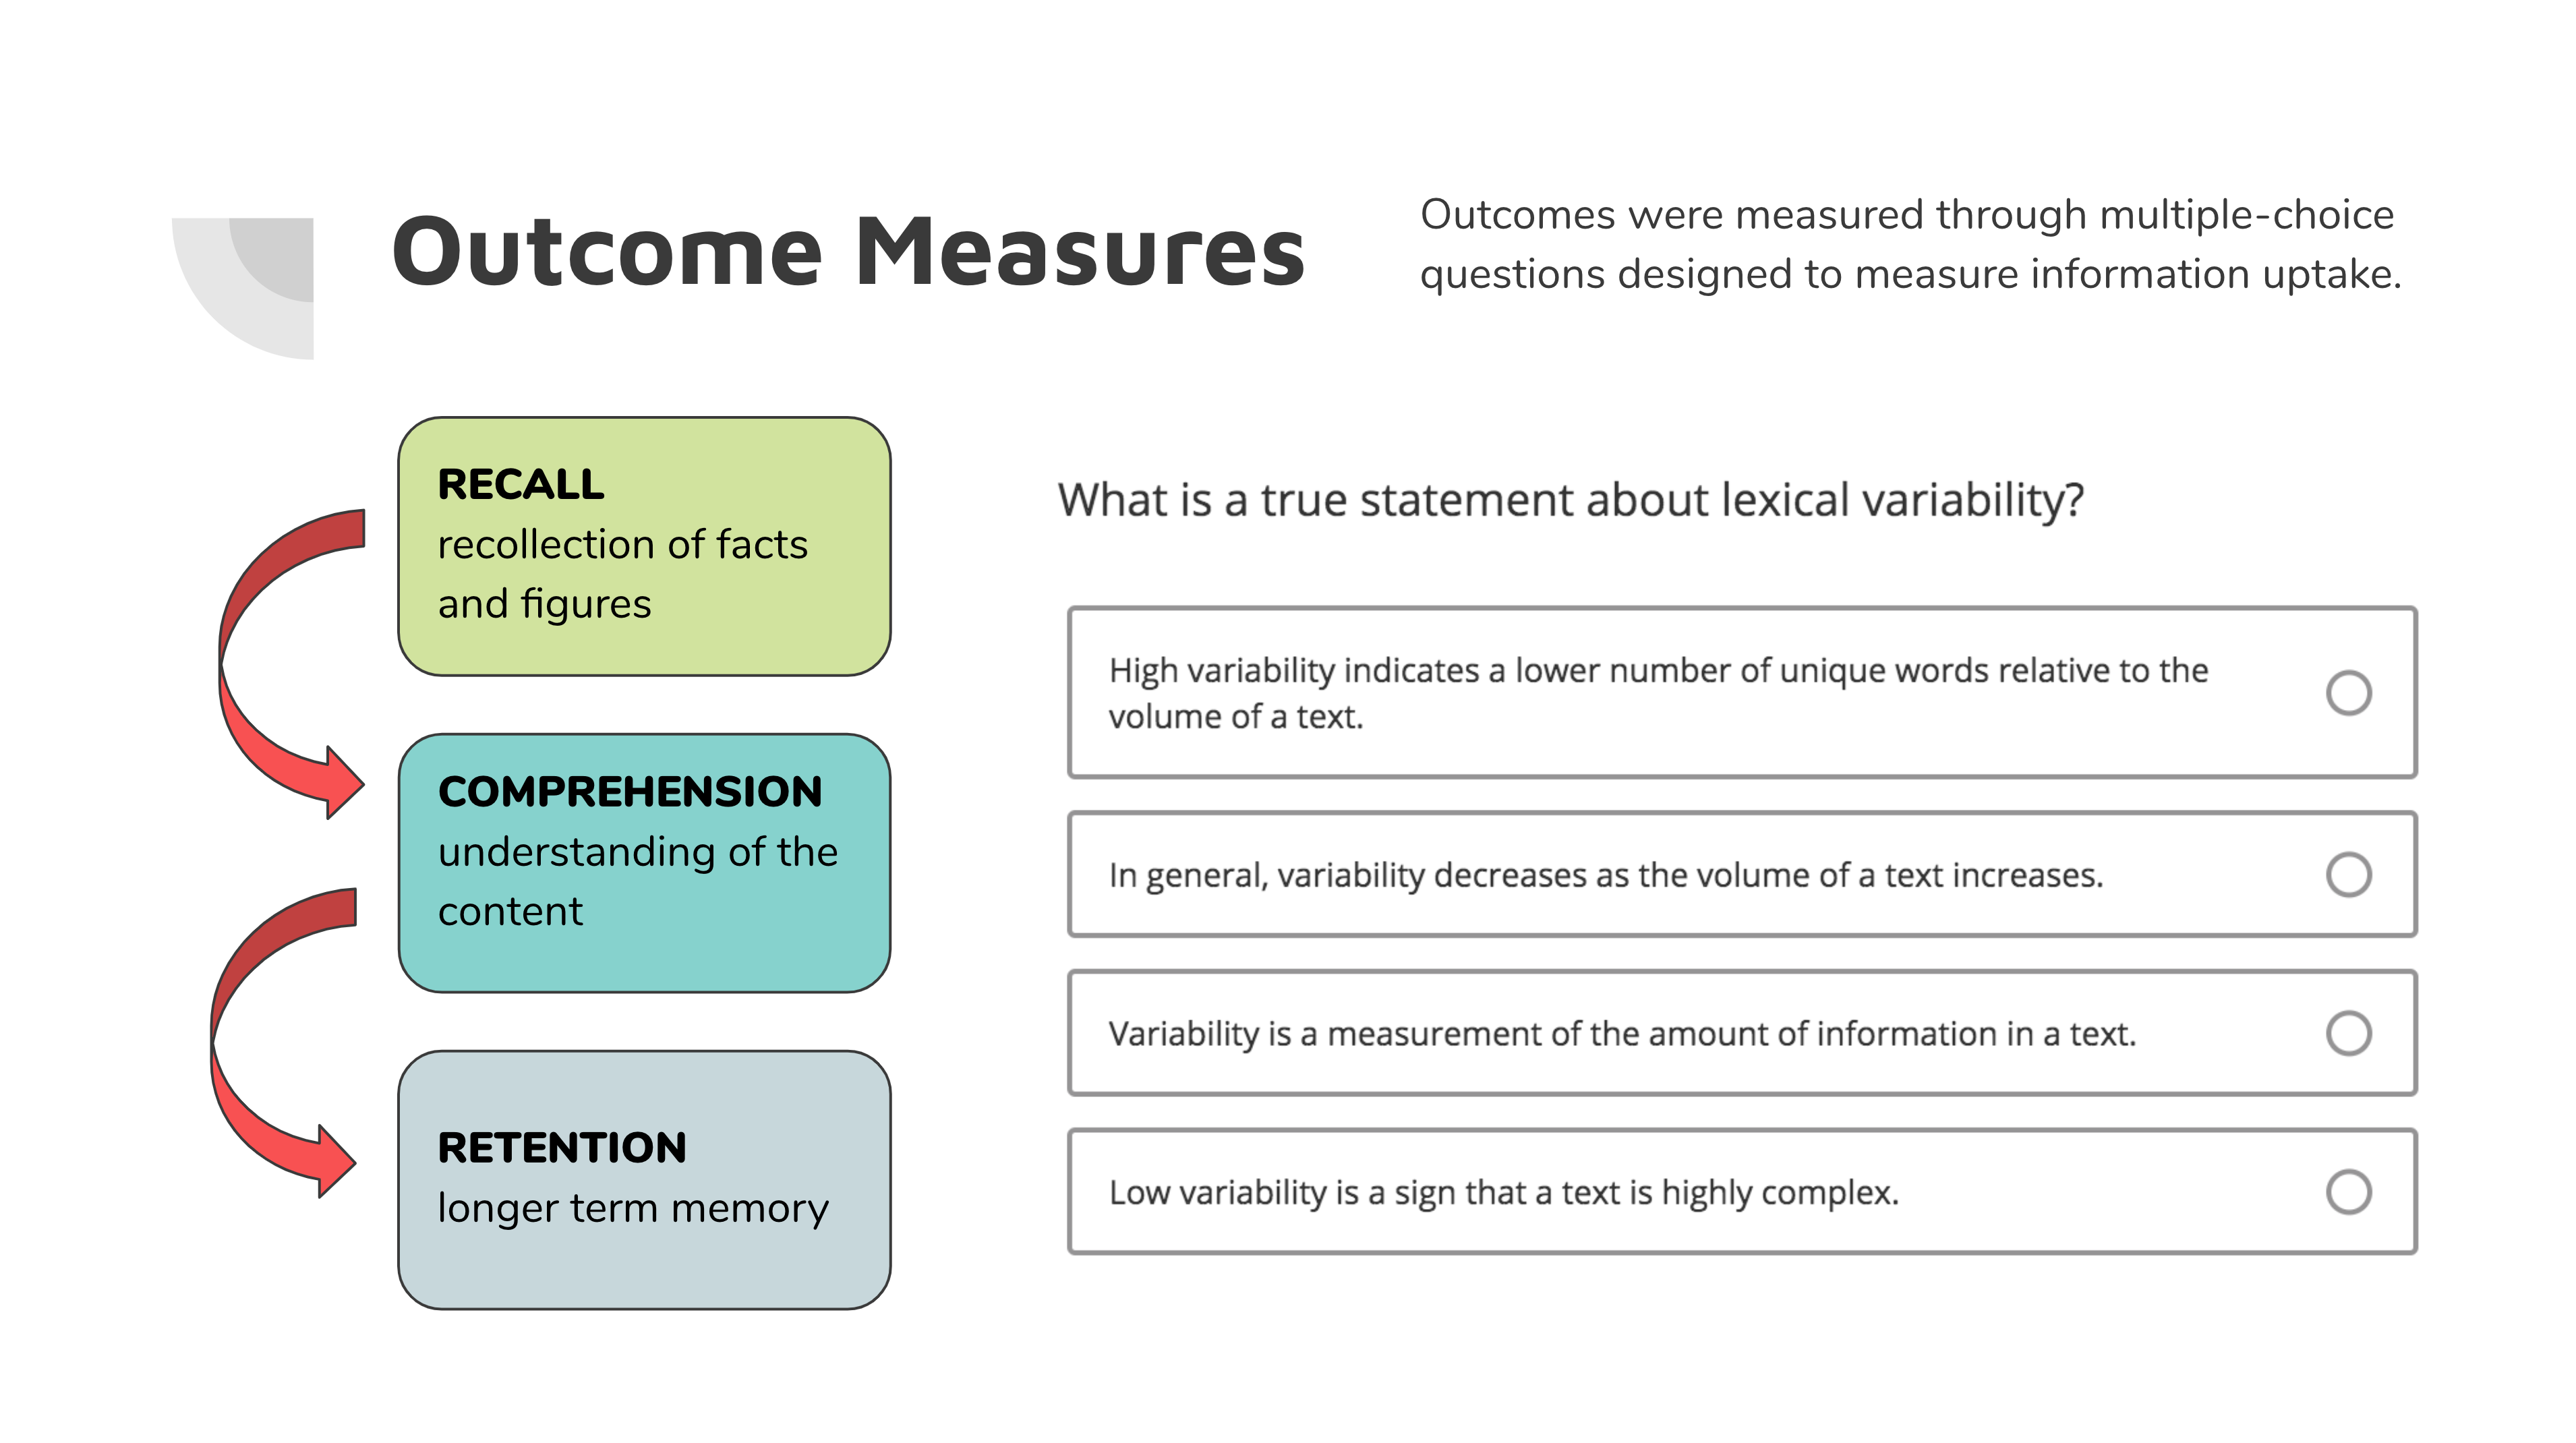 Outcome Measures
Outcomes were measured through multiple-choice
questions designed to measure information uptake.
RECALL
recollection of facts
and figures
COMPREHENSION
understanding of the
content
RETENTION
longer term memory
What is a true statement about lexical variability?
High variability indicates a lower number of unique words relative to the
volume of a text.
In general, variability decreases as the volume of a text increases.
Variability is a measurement of the amount of information in a text.
Low variability is a sign that a text is highly complex.